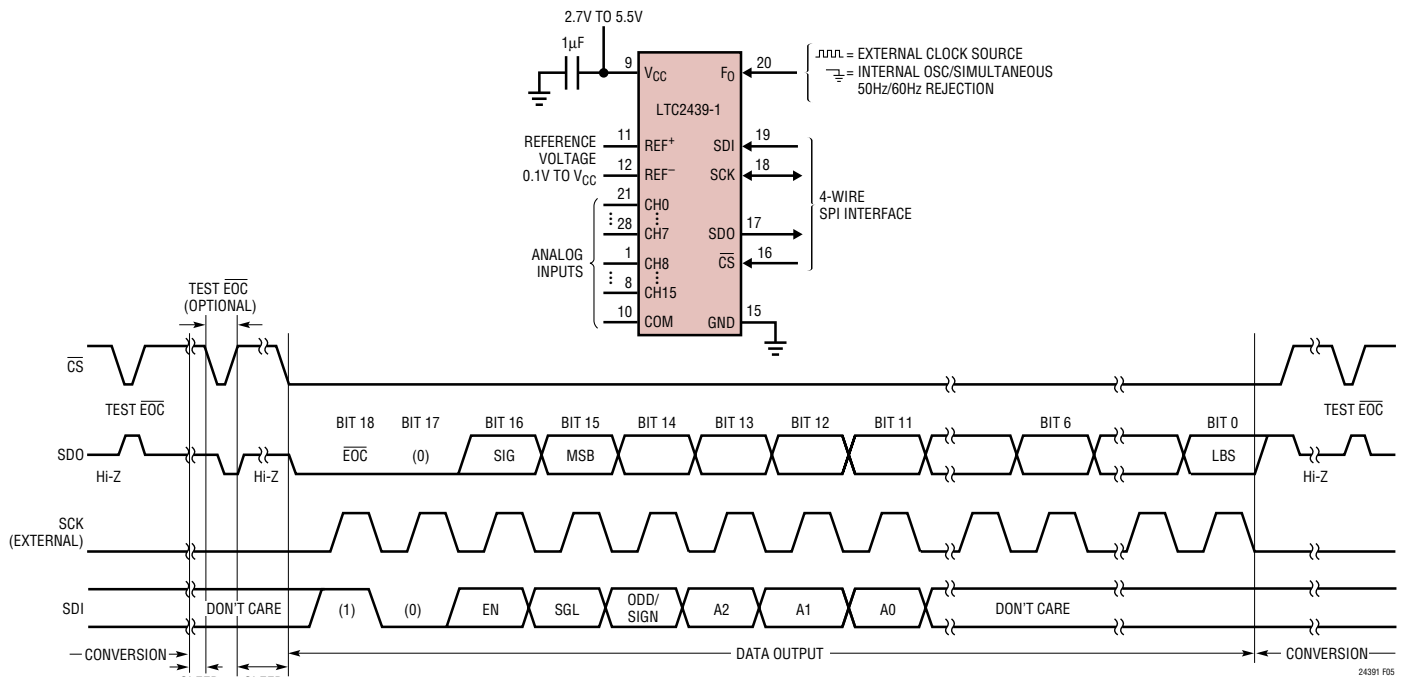 2.7V TO 5.5V
1µF
9 VCC FO 20
= EXTERNAL CLOCK SOURCE
= INTERNAL OSC/SIMULTANEOUS
50Hz/60Hz REJECTION
LTC2439-1
REFERENCE
VOLTAGE
0.1V TO VCC
11 REF+ SDI 19
12 REF– SCK 18
21 CH0
28 CH7 SDO 17
1 CH8 CS 16
8 CH15
10 COM GND 15
ANALOG
INPUTS
4-WIRE
SPI INTERFACE
TEST EOC
(OPTIONAL)
CS
TEST EOC TEST EOC
BIT 18 BIT 17 BIT 16 BIT 15 BIT 14 BIT 13 BIT 12 BIT 11 BIT 6 BIT 0
SDO EOC (0) SIG MSB LBS
Hi-Z Hi-Z Hi-Z
SCK
(EXTERNAL)
SDI DON'T CARE (1) (0) EN SGL ODD/
SIGN A2 A1 A0 DON'T CARE
CONVERSION DATA OUTPUT CONVERSION
24391 F05